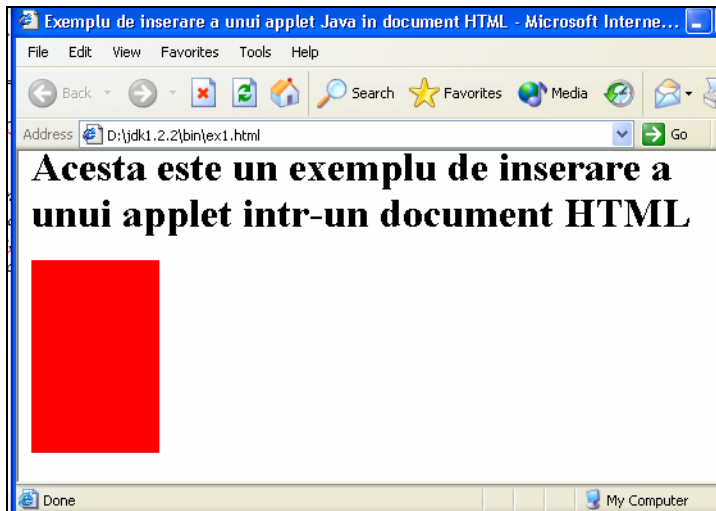 Exemplu de inserare a unui applet Java in document HTML - Microsoft Interne...
File Edit View Favorites Tools Help
Back Search Favorites Media
Address D:\jdk1.2.2\bin\ex1.html Go
Acesta este un exemplu de inserare a
unui applet intr-un document HTML
Done My Computer